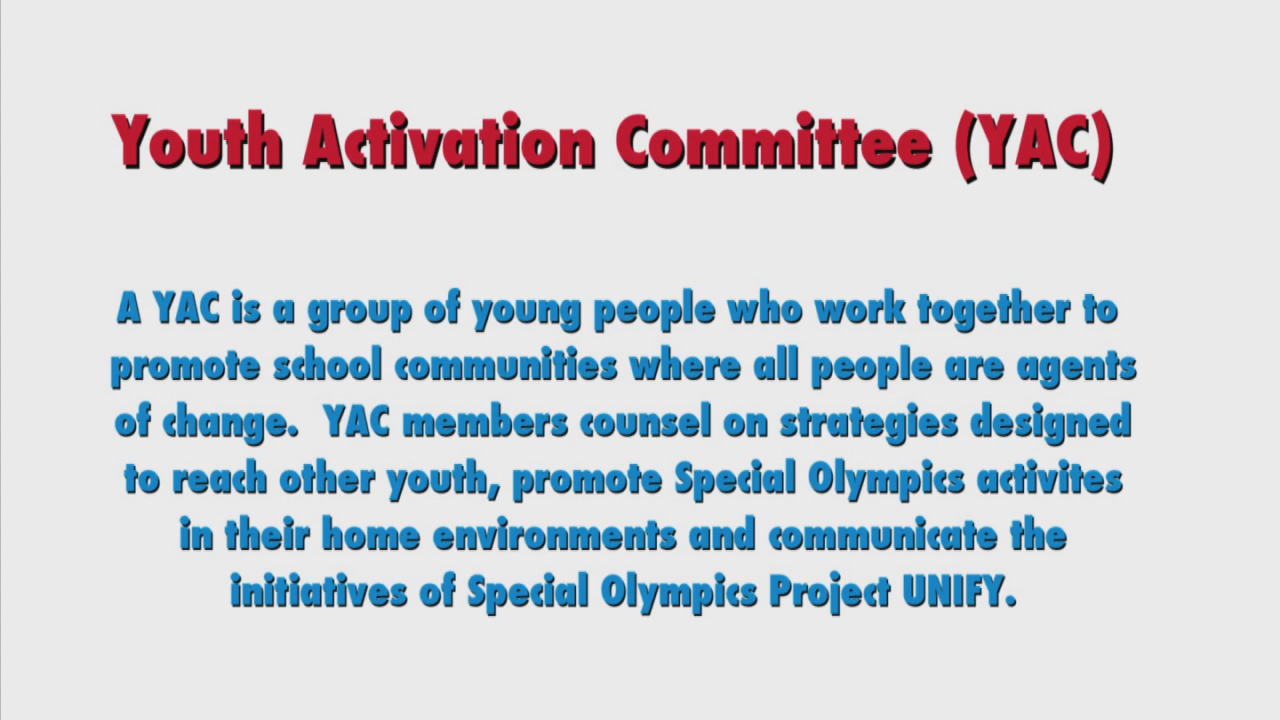 Youth Activation Committee (YAC)
A YAC is a group of young people who work together to
promote school communities where all people are agents
of change.  YAC members counsel on strategies designed
to reach other youth, promote Special Olympics activites
in their home environments and communicate the
initiatives of Special Olympics Project UNIFY.